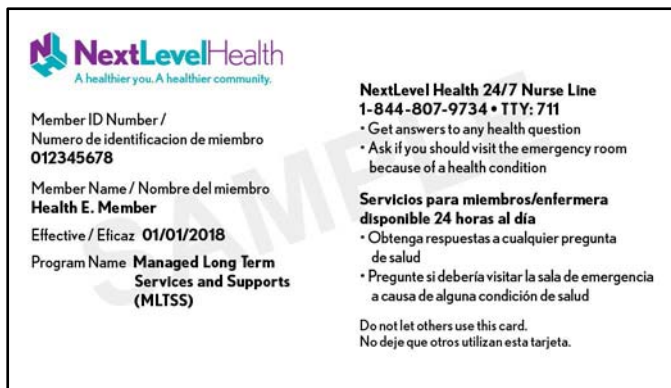 NextLevelHealth
A healthier you. A healthier community.
Member ID Number /
Numero de identificacion de miembro
012345678
Member Name / Nombre del miembro
Health E. Member
Effective / Eficaz 01/01/2018
Program Name Managed Long Term
Services and Supports
(MLTSS)
NextLevel Health 24/7 Nurse Line
1-844-807-9734 • TTY: 711
• Get answers to any health question
• Ask if you should visit the emergency room
because of a health condition
Servicios para miembros/enfermera
disponible 24 horas al día
• Obtenga respuestas a cualquier pregunta
de salud
• Pregunte si debería visitar la sala de emergencia
a causa de alguna condición de salud
Do not let others use this card.
No deje que otros utilizan esta tarjeta.
SAMPLE